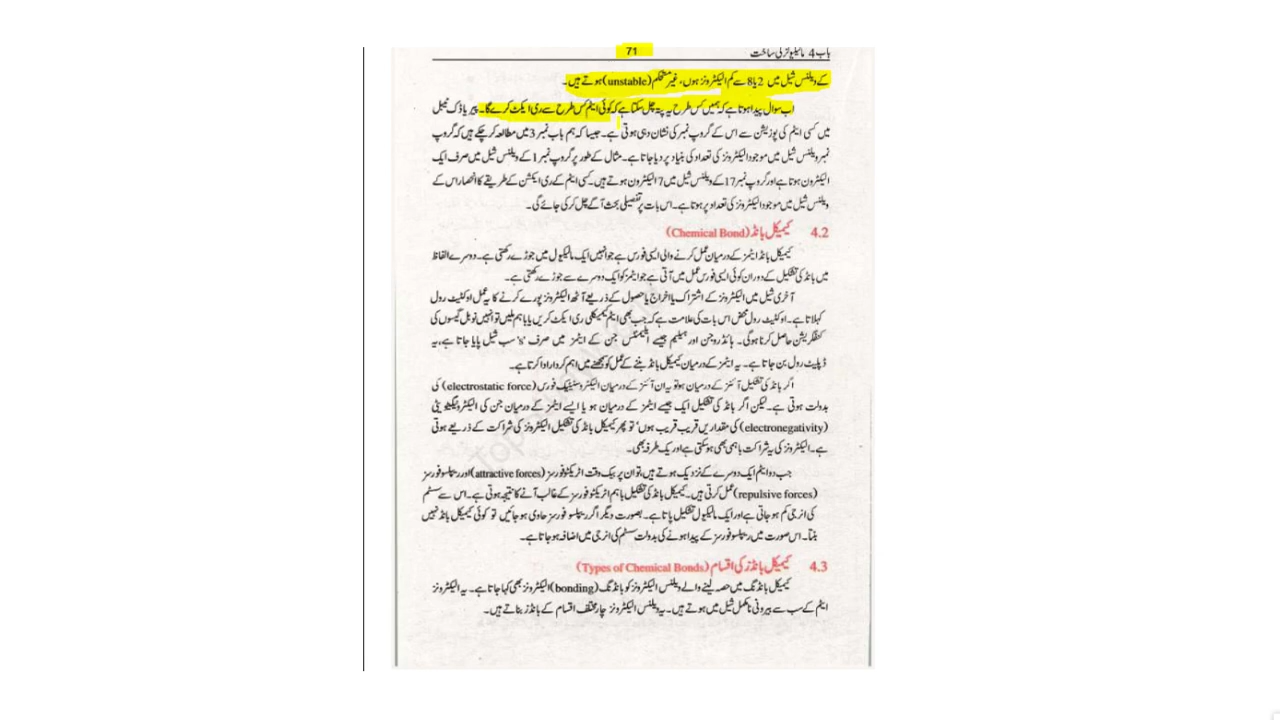 باب 4 مالیکیولز کی ساخت
71
کے ویلنس شیل میں 2 یا 8 سے کم الیکٹرونز ہوں، غیر مستحکم (unstable) ہوتے ہیں۔
اب سوال پیدا ہوتا ہے کہ ہمیں کس طرح یہ پتہ چل سکتا ہے کہ کوئی ایٹم کس طرح سے ری ایکٹ کرے گا۔ پیریاڈک ٹیبل
میں کسی ایٹم کی پوزیشن سے اس کے گروپ نمبر کی نشان دہی ہوتی ہے۔ جیسا کہ ہم باب نمبر 3 میں مطالعہ کر چکے ہیں کہ گروپ
نمبر ویلنس شیل میں موجود الیکٹرونز کی تعداد کی بنیاد پر دیا جاتا ہے۔ مثال کے طور پر گروپ نمبر 1 کے ویلنس شیل میں صرف ایک
الیکٹرون ہوتا ہے اور گروپ نمبر 17 کے ویلنس شیل میں 7 الیکٹرون ہوتے ہیں۔ کسی ایٹم کے ری ایکشن کے طریقے کا انحصار اس کے
ویلنس شیل میں موجود الیکٹرونز کی تعداد پر ہوتا ہے۔ اس بات پر تفصیلی بحث آگے چل کر کی جائے گی۔
4.2 کیمیکل بانڈ (Chemical Bond)
کیمیکل بانڈ ایٹمز کے درمیان عمل کرنے والی ایسی فورس ہے جو انہیں ایک مالیکیول میں جوڑے رکھتی ہے۔ دوسرے الفاظ
میں بانڈ کی تشکیل کے دوران کوئی ایسی فورس عمل میں آتی ہے جو ایٹمز کو ایک دوسرے سے جوڑے رکھتی ہے۔
آخری شیل میں الیکٹرونز کے اشتراک یا اخراج یا حصول کے ذریعے آٹھ الیکٹرونز پورے کرنے کا یہ عمل اوکٹیٹ رول
کہلاتا ہے۔ اوکٹیٹ رول محض اس بات کی علامت ہے کہ جب بھی ایٹم کیمیکلی ری ایکٹ کریں یا باہم ملیں تو انہیں نوبل گیسوں کی
کنفگریشن حاصل کرنا ہوگی۔ ہائڈروجن اور ہیلیم جیسے ایلیمنٹس جن کے ایٹمز میں صرف 's' سب شیل پایا جاتا ہے، یہ
ڈپلیٹ رول بن جاتا ہے۔ یہ ایٹمز کے درمیان کیمیکل بانڈ بننے کے عمل کو سمجھنے میں اہم کردار ادا کرتا ہے۔
اگر بانڈ کی تشکیل آئنز کے درمیان ہو تو یہ ان آئنز کے درمیان الیکٹروسٹیٹک فورس (electrostatic force) کی
بدولت ہوتی ہے۔ لیکن اگر بانڈ کی تشکیل ایک جیسے ایٹمز کے درمیان ہو یا ایسے ایٹمز کے درمیان جن کی الیکٹرونیگیٹیویٹی
(electronegativity) کی مقداریں قریب قریب ہوں' تو پھر کیمیکل بانڈ کی تشکیل الیکٹرونز کی شراکت کے ذریعے ہوتی
ہے۔ الیکٹرونز کی یہ شراکت باہمی بھی ہوسکتی ہے اور یک طرفہ بھی۔
جب دو ایٹم ایک دوسرے کے نزدیک ہوتے ہیں، تو ان پر بیک وقت اٹریکٹو فورسز (attractive forces) اور ریپلسو فورسز
(repulsive forces) عمل کرتی ہیں۔ کیمیکل بانڈ کی تشکیل باہم اٹریکٹو فورسز کے غالب آنے کا نتیجہ ہوتی ہے۔ اس سے سسٹم
کی انرجی کم ہو جاتی ہے اور ایک مالیکیول تشکیل پاتا ہے۔ بصورت دیگر اگر ریپلسو فورسز حاوی ہو جائیں تو کوئی کیمیکل بانڈ نہیں
بنتا۔ اس صورت میں ریپلسو فورسز کے پیدا ہونے کی بدولت سسٹم کی انرجی میں اضافہ ہو جاتا ہے۔
4.3 کیمیکل بانڈز کی اقسام (Types of Chemical Bonds)
کیمیکل بانڈنگ میں حصہ لینے والے ویلنس الیکٹرونز کو بانڈنگ (bonding) الیکٹرونز بھی کہا جاتا ہے۔ یہ الیکٹرونز
ایٹم کے سب سے بیرونی نامکمل شیل میں ہوتے ہیں۔ یہ ویلنس الیکٹرونز چار مختلف اقسام کے بانڈز بناتے ہیں۔